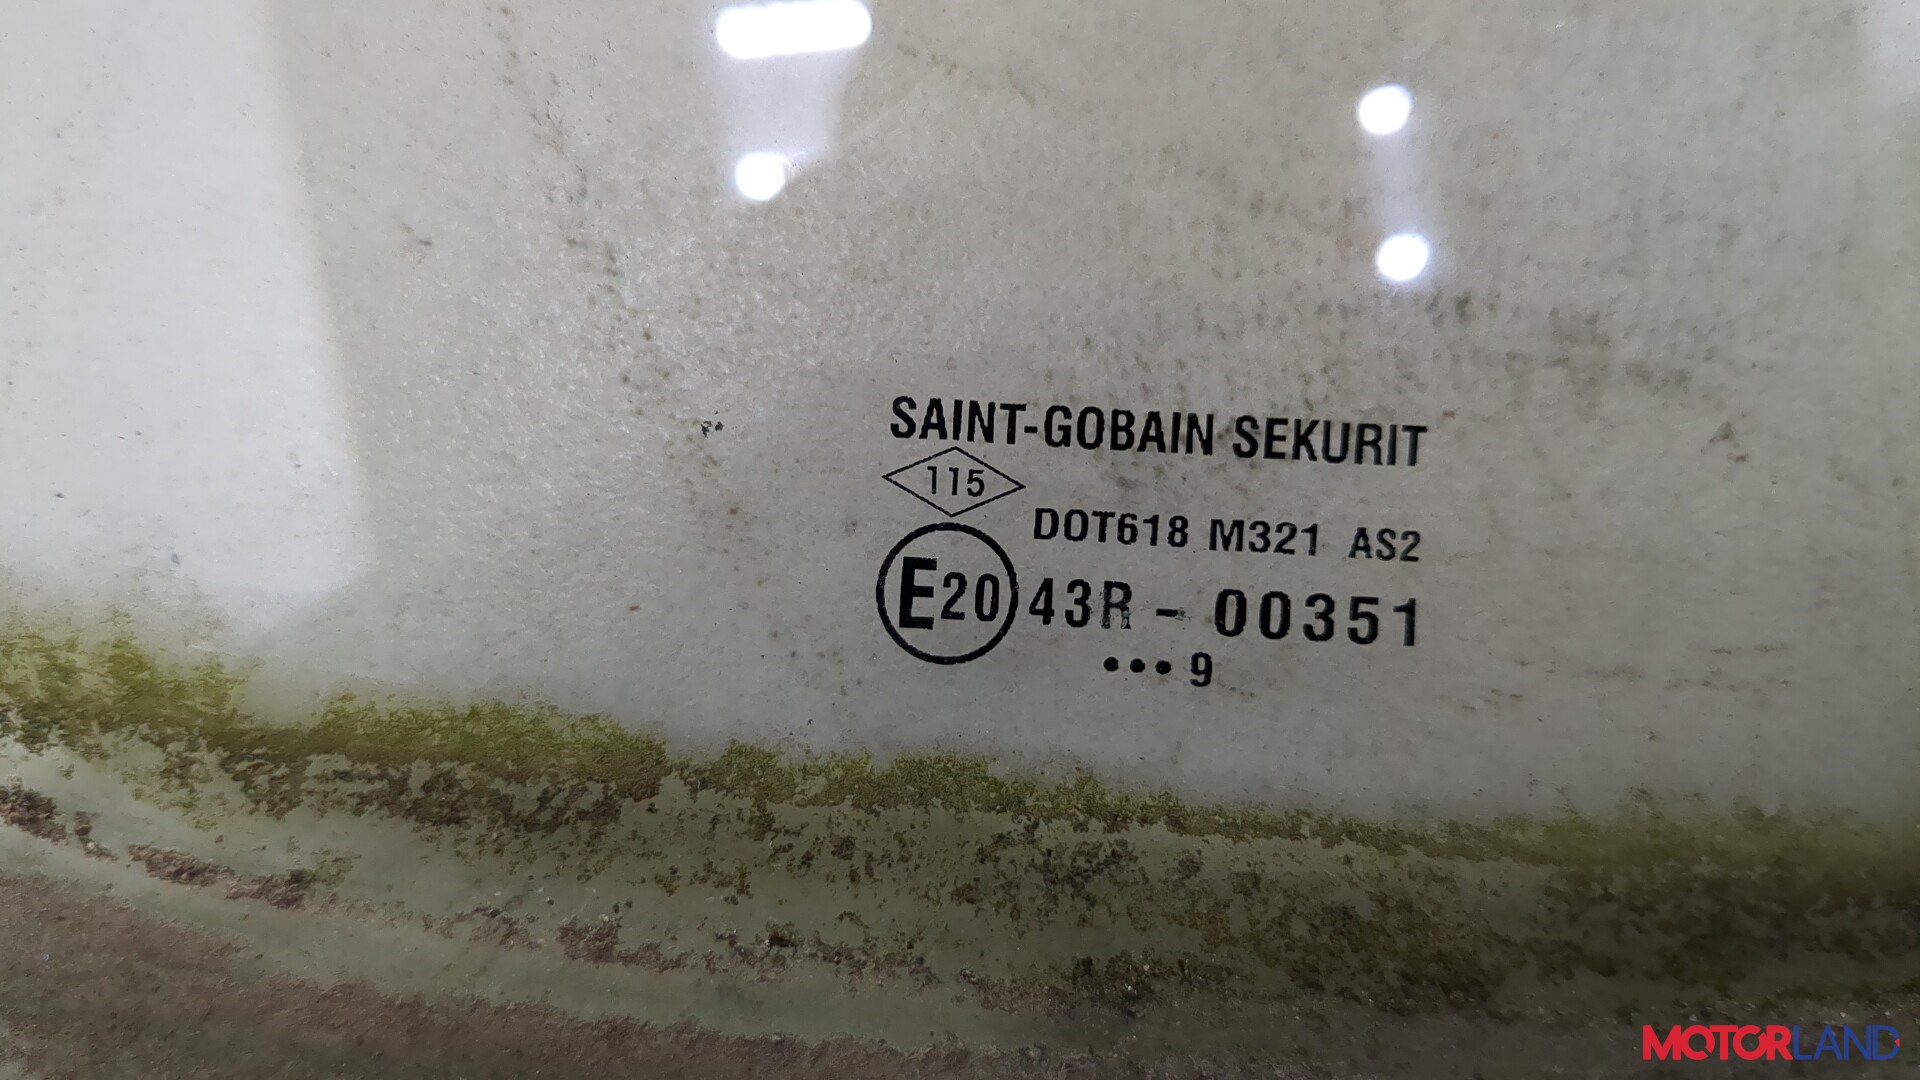 SAINT-GOBAIN SEKURIT
115
DOT618 M321 AS2
E20 43R - 00351
•••9
MOTORLAND